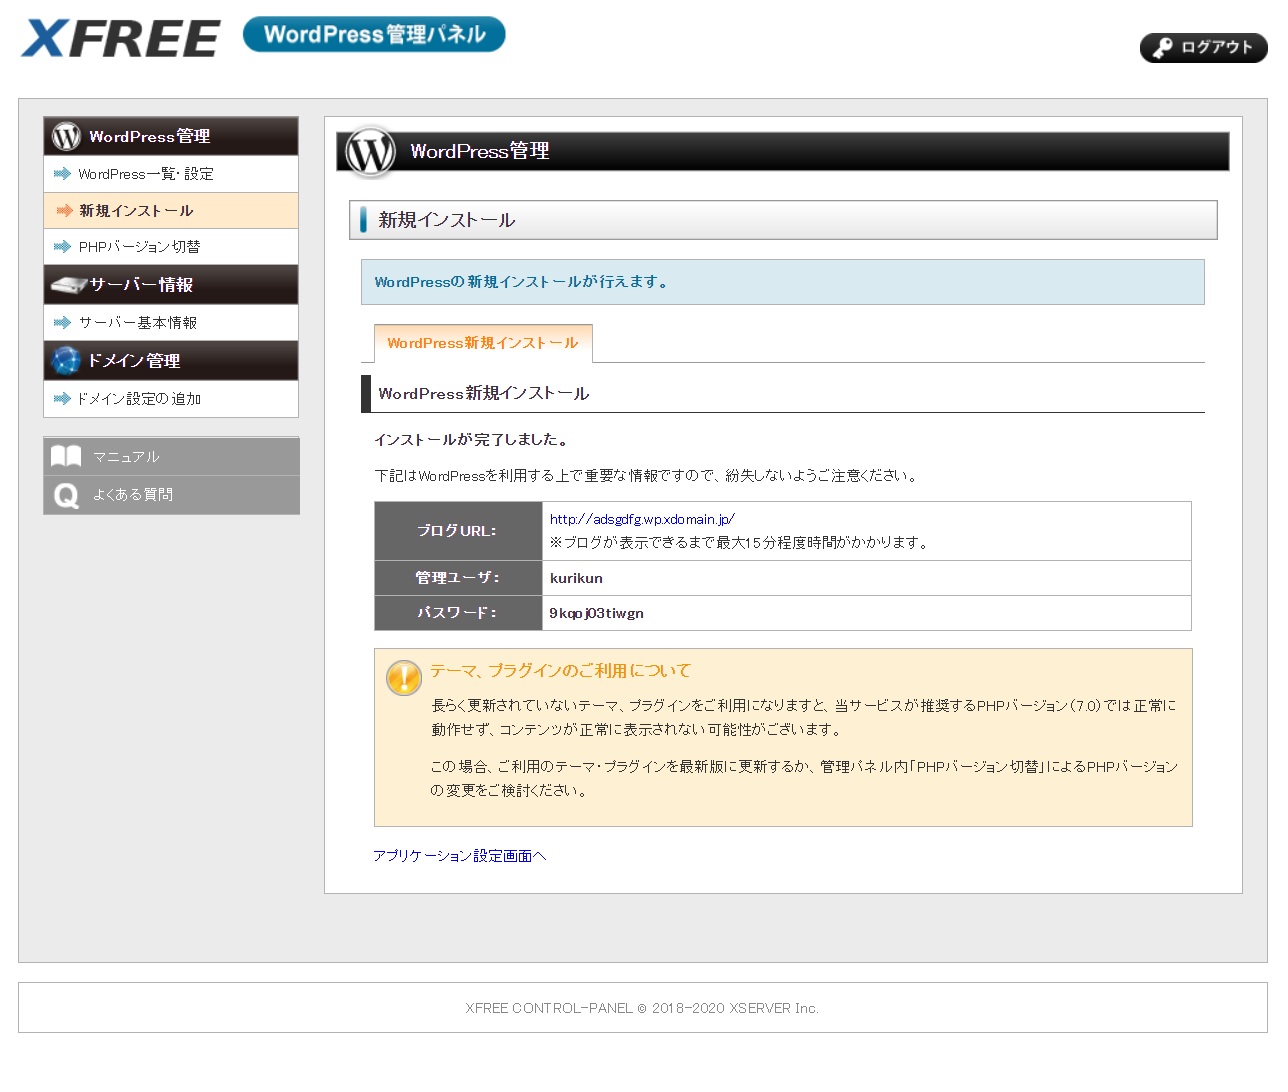 XFREE WordPress管理パネル
ログアウト
WordPress管理
WordPress一覧・設定
新規インストール
PHPバージョン切替
サーバー情報
サーバー基本情報
ドメイン管理
ドメイン設定の追加
マニュアル
よくある質問
WordPress管理
新規インストール
WordPressの新規インストールが行えます。
WordPress新規インストール
WordPress新規インストール
インストールが完了しました。
下記はWordPressを利用する上で重要な情報ですので、紛失しないようご注意ください。
ブログURL： http://adsgdfg.wp.xdomain.jp/
※ブログが表示できるまで最大15分程度時間がかかります。
管理ユーザ： kurikun
パスワード： 9kqoj03tiwgn
テーマ、プラグインのご利用について
長らく更新されていないテーマ、プラグインをご利用になりますと、当サービスが推奨するPHPバージョン（7.0）では正常に
動作せず、コンテンツが正常に表示されない可能性がございます。
この場合、ご利用のテーマ・プラグインを最新版に更新するか、管理パネル内「PHPバージョン切替」によるPHPバージョン
の変更をご検討ください。
アプリケーション設定画面へ
XFREE CONTROL-PANEL © 2018-2020 XSERVER Inc.